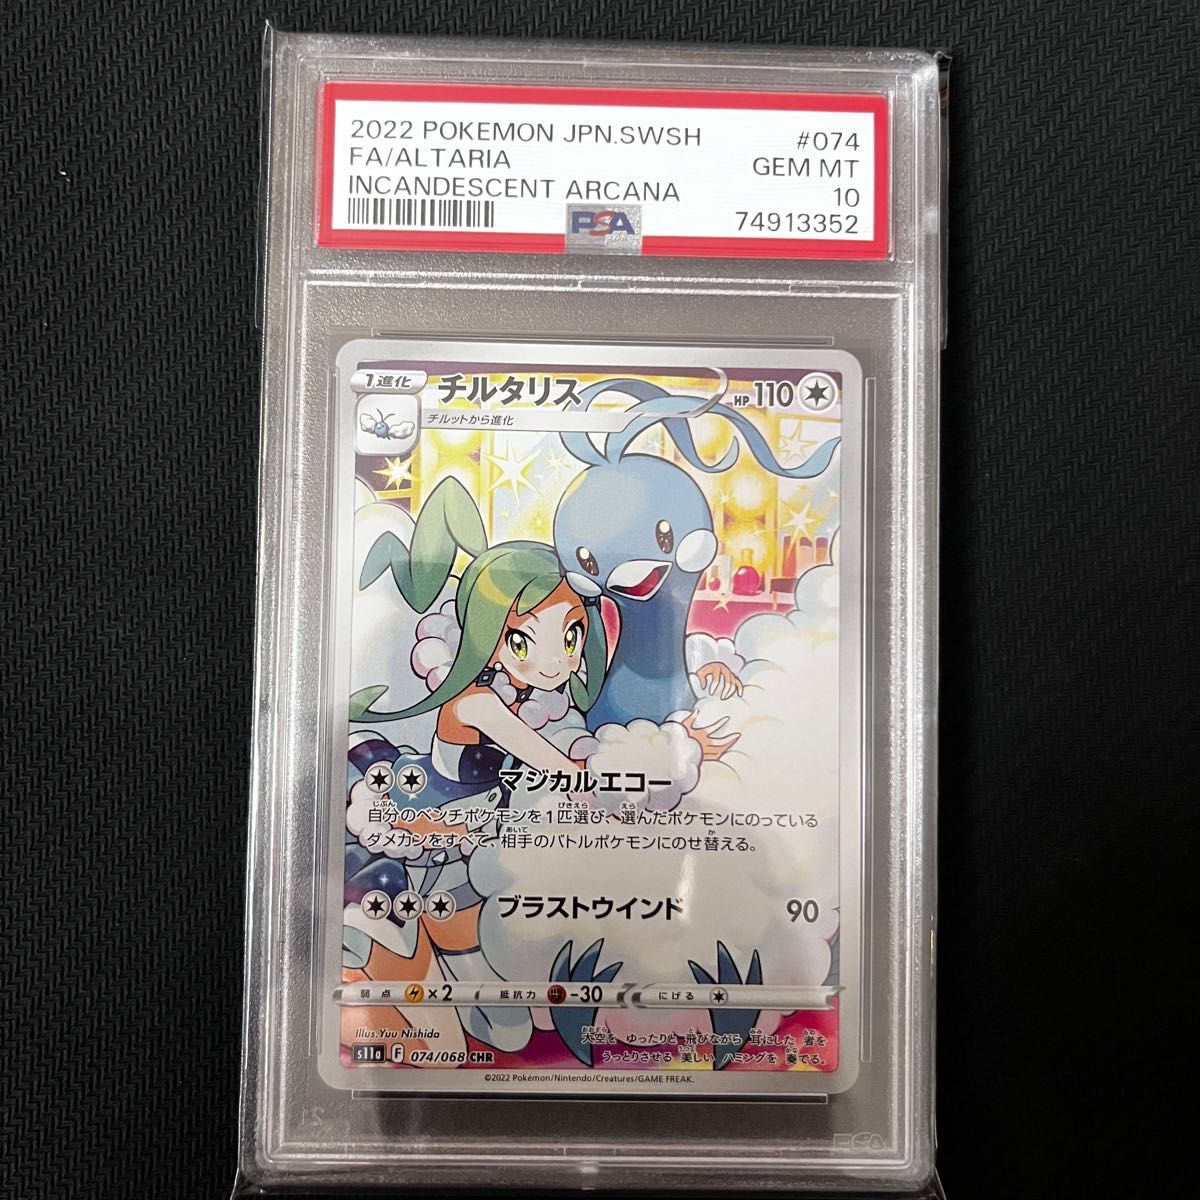 2022 POKEMON JPN.SWSH #074
FA/ALTARIA GEM MT
INCANDESCENT ARCANA 10
PSA 74913352
1進化 チルタリス HP 110
チルットから進化
マジカルエコー
自分のベンチポケモンを1匹選び、選んだポケモンにのっている
ダメカンをすべて、相手のバトルポケモンにのせ替える。
ブラストウインド 90
弱点 ×2 抵抗力 -30 にげる
Illus. Yuu Nishida
大空を ゆったりと 飛びながら 耳にした 者を
うっとりさせる 美しい ハミングを 奏でる。
s11a F 074/068 CHR
©2022 Pokémon/Nintendo/Creatures/GAME FREAK.